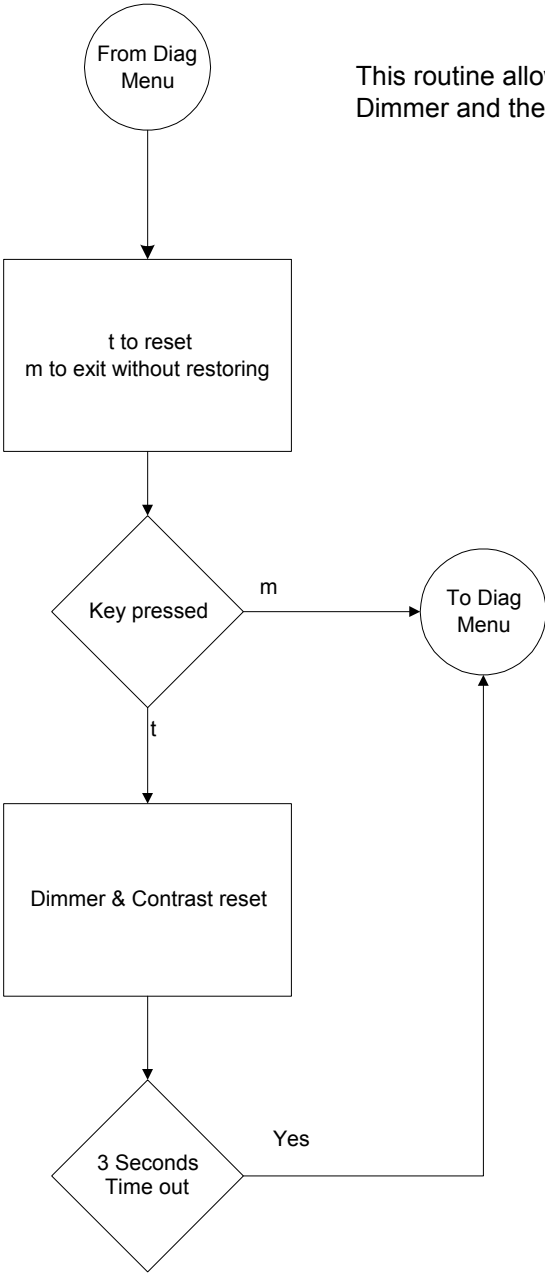 From Diag
Menu
This routine allo
Dimmer and the
t to reset
m to exit without restoring
Key pressed
m
To Diag
Menu
t
Dimmer & Contrast reset
3 Seconds
Time out
Yes